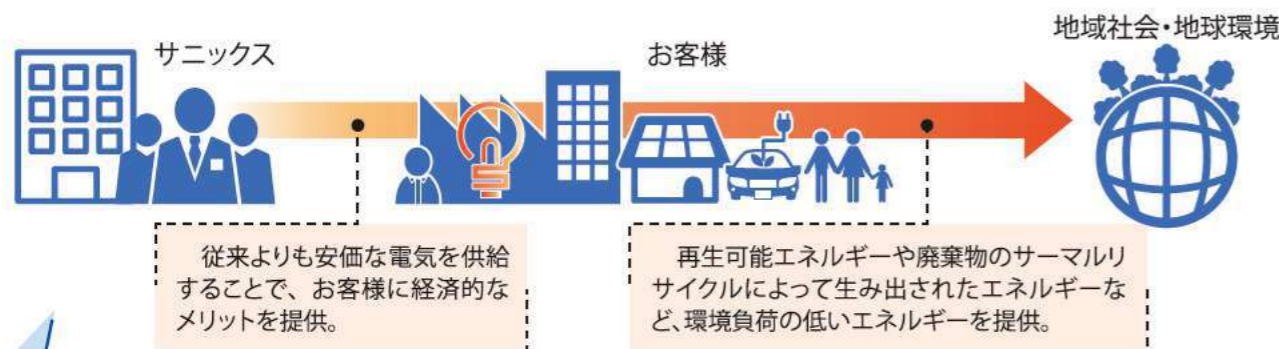 サニックス
お客様
地域社会・地球環境
従来よりも安価な電気を供給
することで、お客様に経済的な
メリットを提供。
再生可能エネルギーや廃棄物のサーマルリ
サイクルによって生み出されたエネルギーな
ど、環境負荷の低いエネルギーを提供。